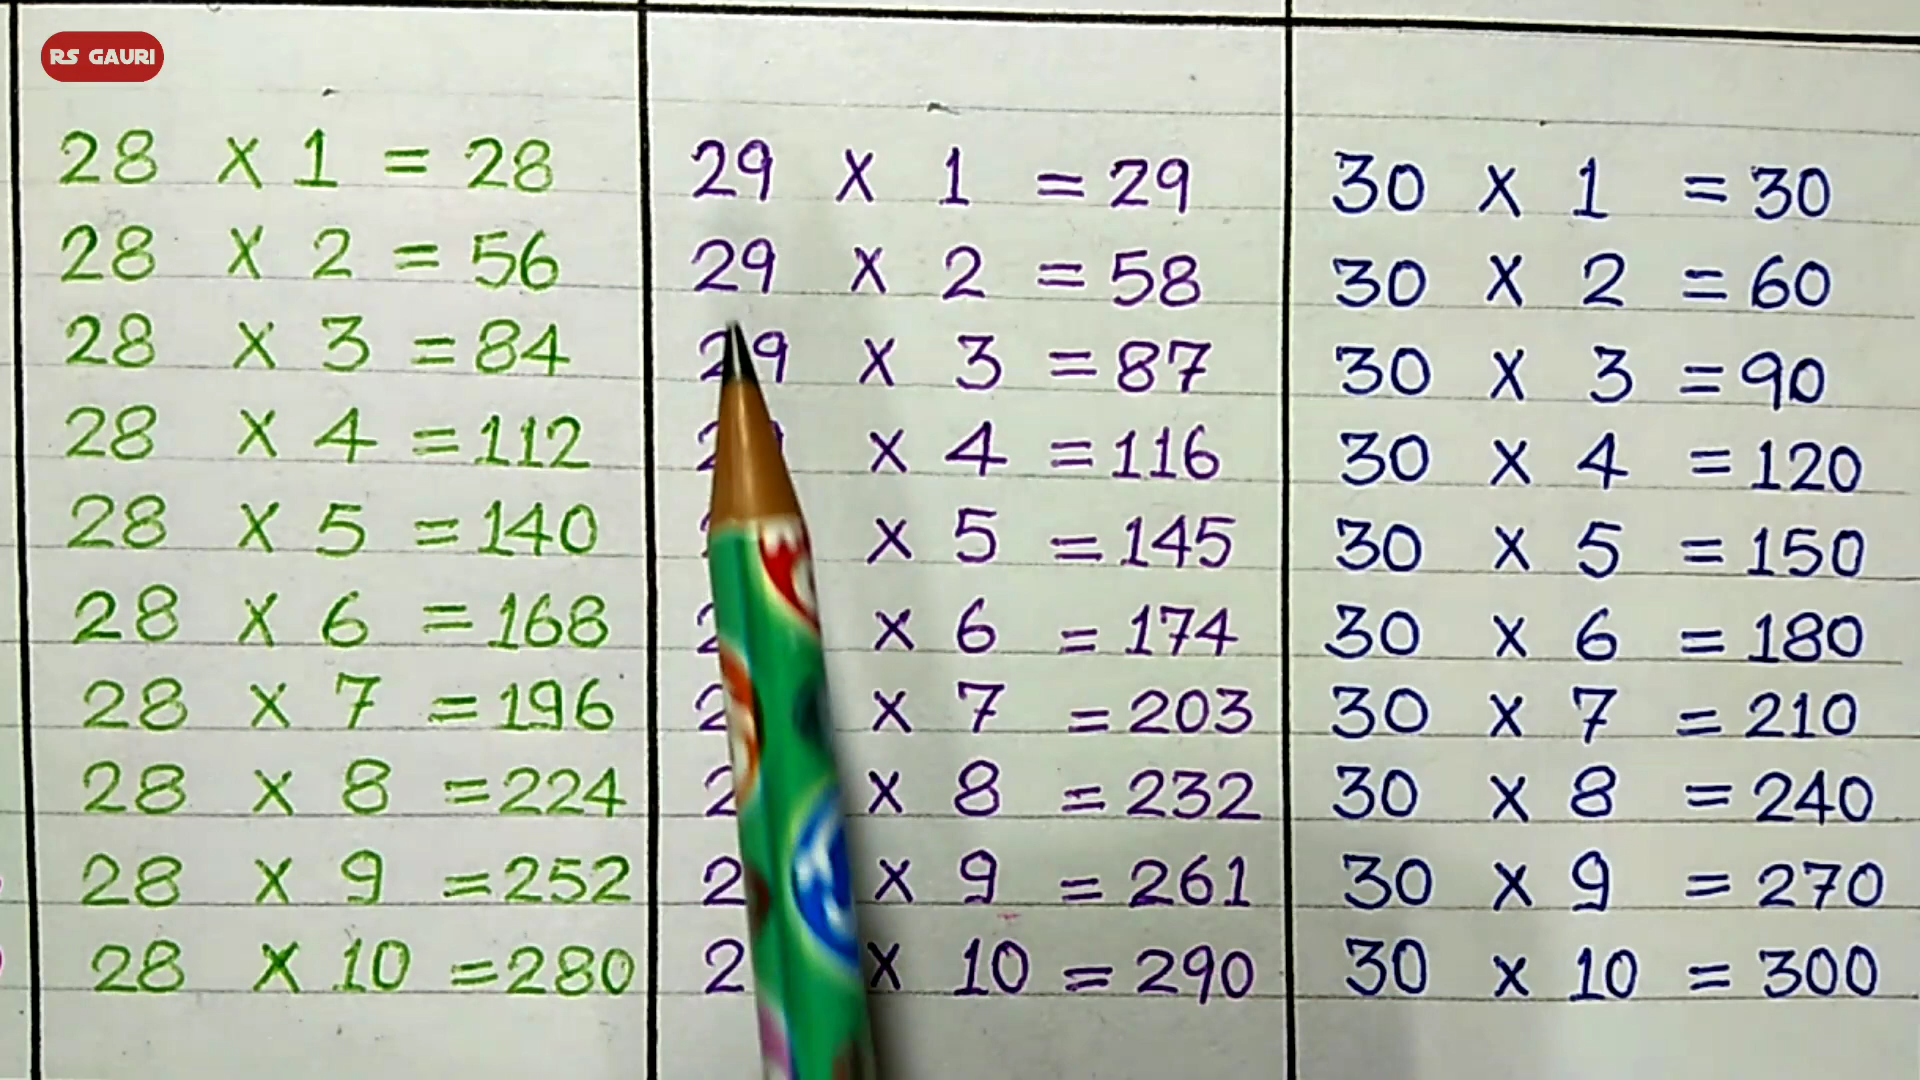 RS GAURI
28 X 1 = 28
28 X 2 = 56
28 X 3 = 84
28 X 4 = 112
28 X 5 = 140
28 X 6 = 168
28 X 7 = 196
28 X 8 = 224
28 X 9 = 252
28 X 10 = 280
29 X 1 = 29
29 X 2 = 58
29 X 3 = 87
X 4 = 116
X 5 = 145
X 6 = 174
X 7 = 203
X 8 = 232
X 9 = 261
X 10 = 290
30 X 1 = 30
30 X 2 = 60
30 X 3 = 90
30 X 4 = 120
30 X 5 = 150
30 X 6 = 180
30 X 7 = 210
30 X 8 = 240
30 X 9 = 270
30 X 10 = 300